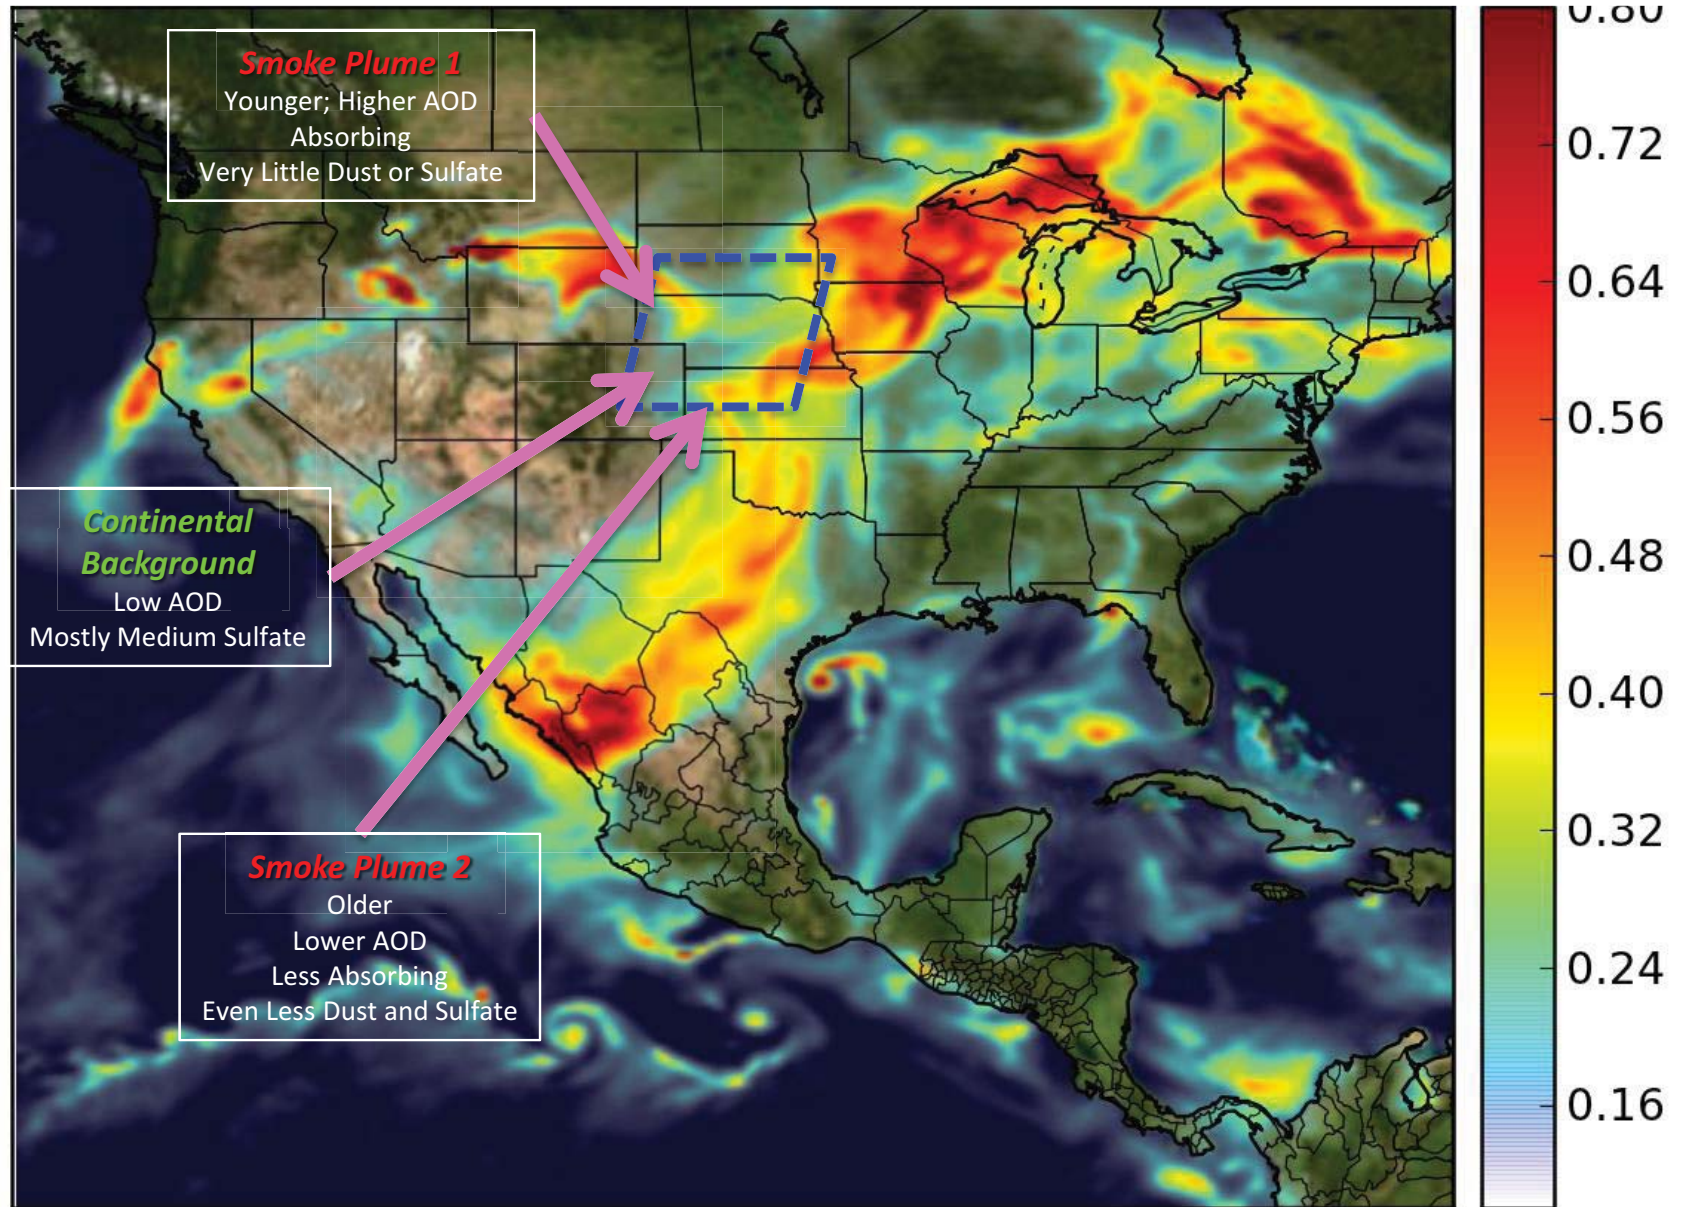 Smoke Plume 1
Younger; Higher AOD
Absorbing
Very Little Dust or Sulfate
Continental
Background
Low AOD
Mostly Medium Sulfate
Smoke Plume 2
Older
Lower AOD
Less Absorbing
Even Less Dust and Sulfate
0.80
0.72
0.64
0.56
0.48
0.40
0.32
0.24
0.16